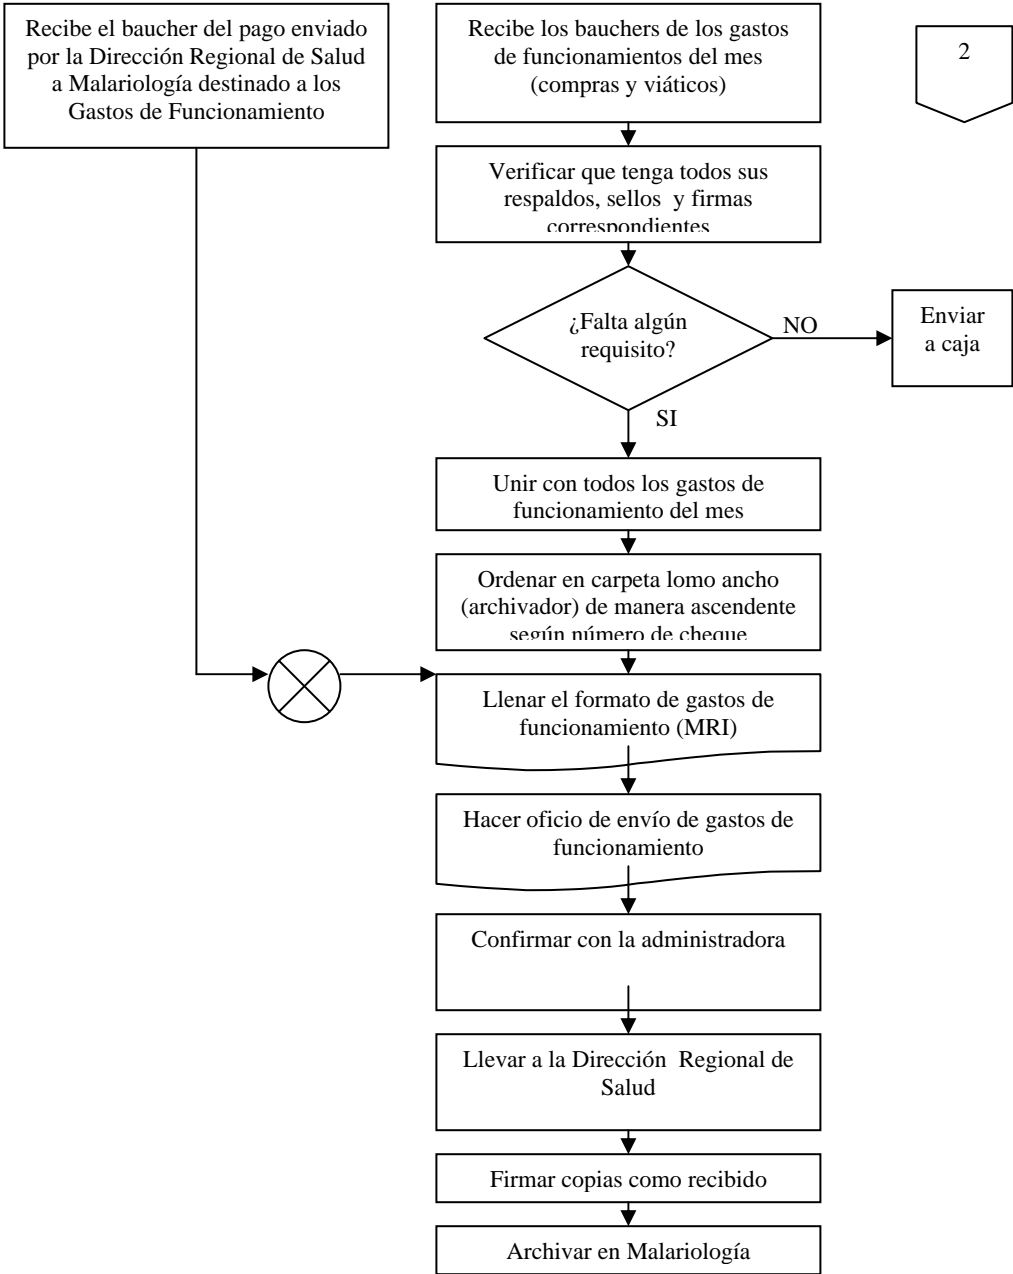 Recibe el baucher del pago enviado
por la Dirección Regional de Salud
a Malariología destinado a los
Gastos de Funcionamiento
Recibe los bauchers de los gastos
de funcionamientos del mes
(compras y viáticos)
2
Verificar que tenga todos sus
respaldos, sellos y firmas
correspondientes
¿Falta algún
requisito?
NO
Enviar
a caja
SI
Unir con todos los gastos de
funcionamiento del mes
Ordenar en carpeta lomo ancho
(archivador) de manera ascendente
según número de cheque
Llenar el formato de gastos de
funcionamiento (MRI)
Hacer oficio de envío de gastos de
funcionamiento
Confirmar con la administradora
Llevar a la Dirección Regional de
Salud
Firmar copias como recibido
Archivar en Malariología